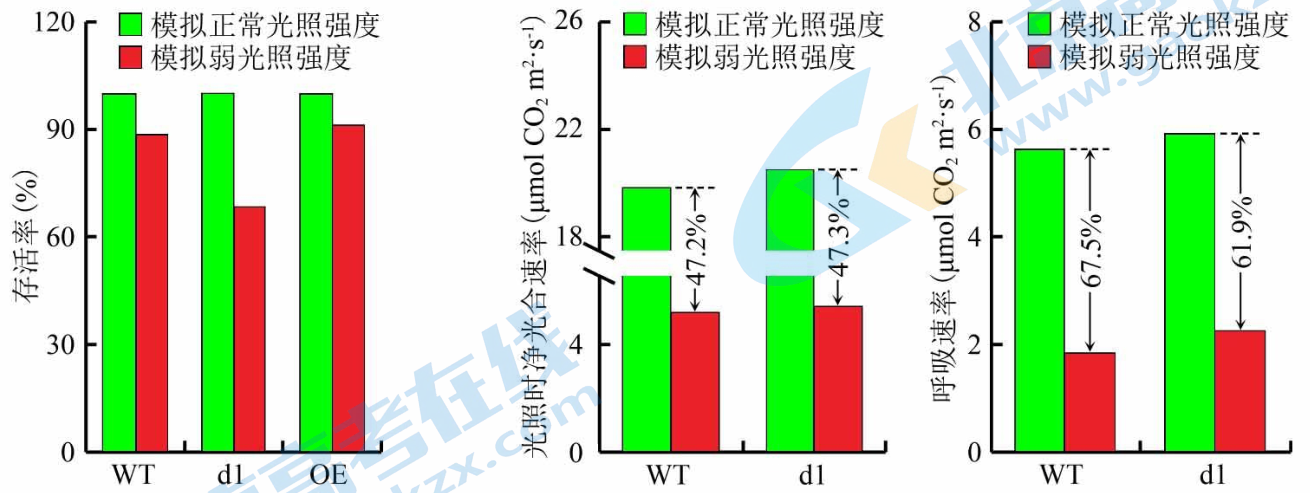 120
90
60
30
0
存活率(%)
模拟正常光照强度
模拟弱光照强度
WT d1 OE
26
22
18
4
0
光照时净光合速率(μmol CO₂ m²·s⁻¹)
模拟正常光照强度
模拟弱光照强度
47.2%
47.3%
WT d1
8
6
4
2
0
呼吸速率(μmol CO₂ m²·s⁻¹)
模拟正常光照强度
模拟弱光照强度
67.5%
61.9%
WT d1